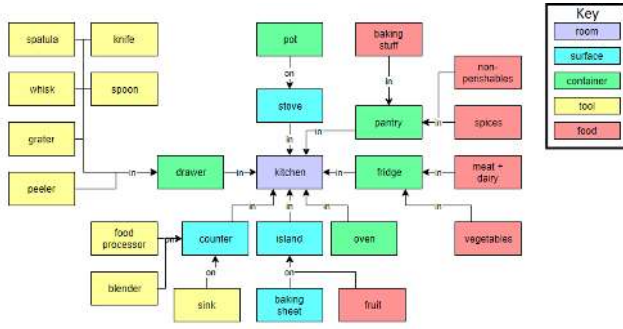 Key
room
surface
container
tool
food
spatula
knife
pot
baking
stuff
non-
perishables
on
in
whisk
spoon
stove
pantry
in
spices
in
in
grater
drawer
in
in
kitchen
in
fridge
in
meat +
dairy
peeler
in
in
in
in
food
processor
on
counter
island
oven
vegetables
blender
on
on
sink
baking
sheet
fruit